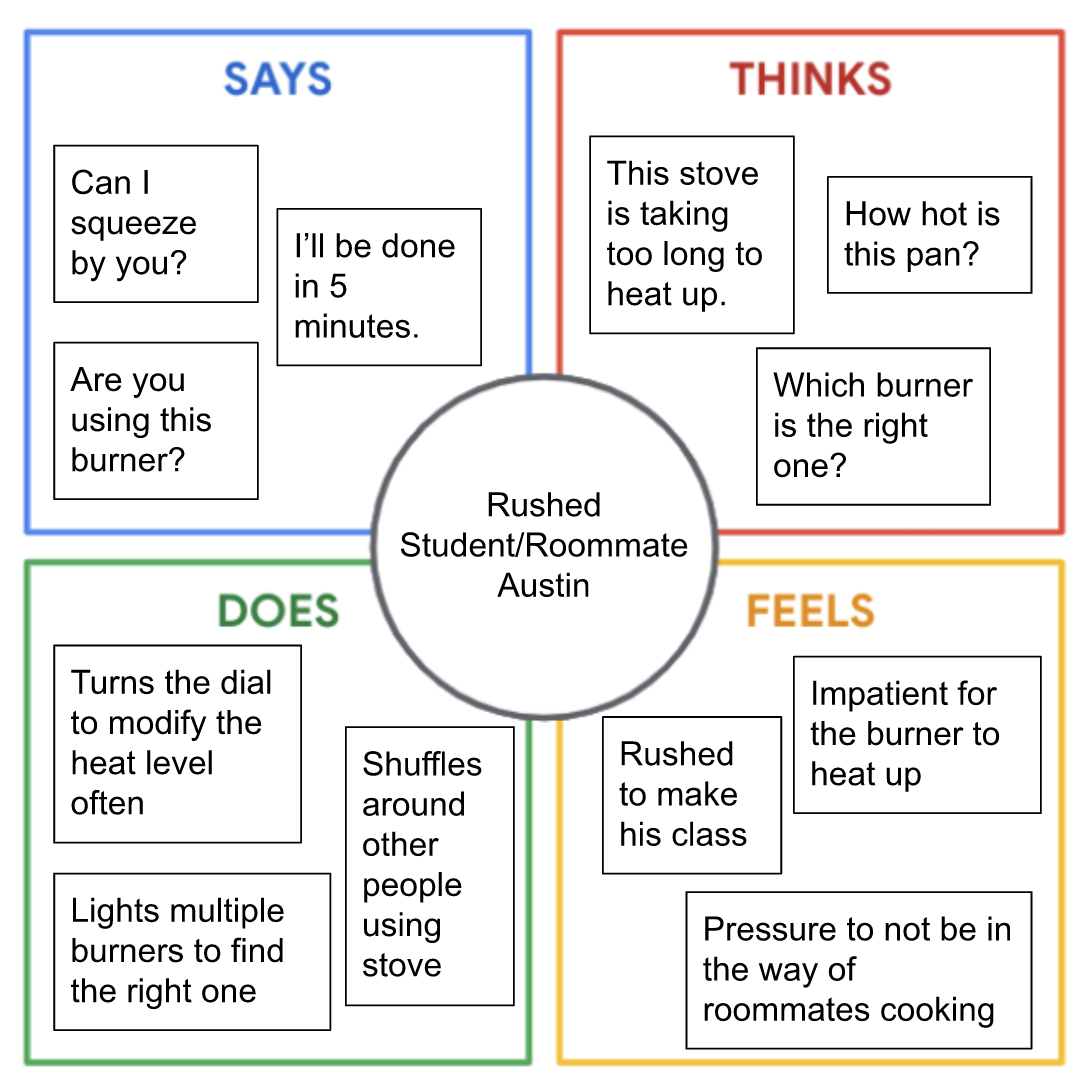 SAYS
Can I
squeeze
by you?
I’ll be done
in 5
minutes.
Are you
using this
burner?
THINKS
This stove
is taking
too long to
heat up.
How hot is
this pan?
Which burner
is the right
one?
Rushed
Student/Roommate
Austin
DOES
Turns the dial
to modify the
heat level
often
Shuffles
around
other
people
using
stove
Lights multiple
burners to find
the right one
FEELS
Impatient for
the burner to
heat up
Rushed
to make
his class
Pressure to not be in
the way of
roommates cooking